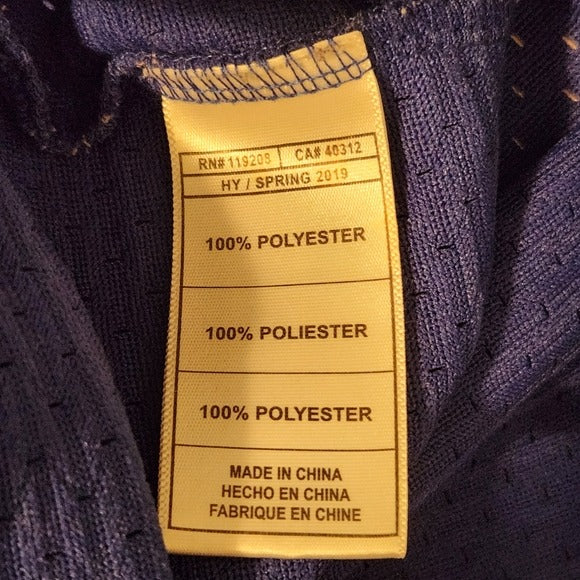 RN# 119208 CA# 40312
HY / SPRING 2019
100% POLYESTER
100% POLIESTER
100% POLYESTER
MADE IN CHINA
HECHO EN CHINA
FABRIQUE EN CHINE